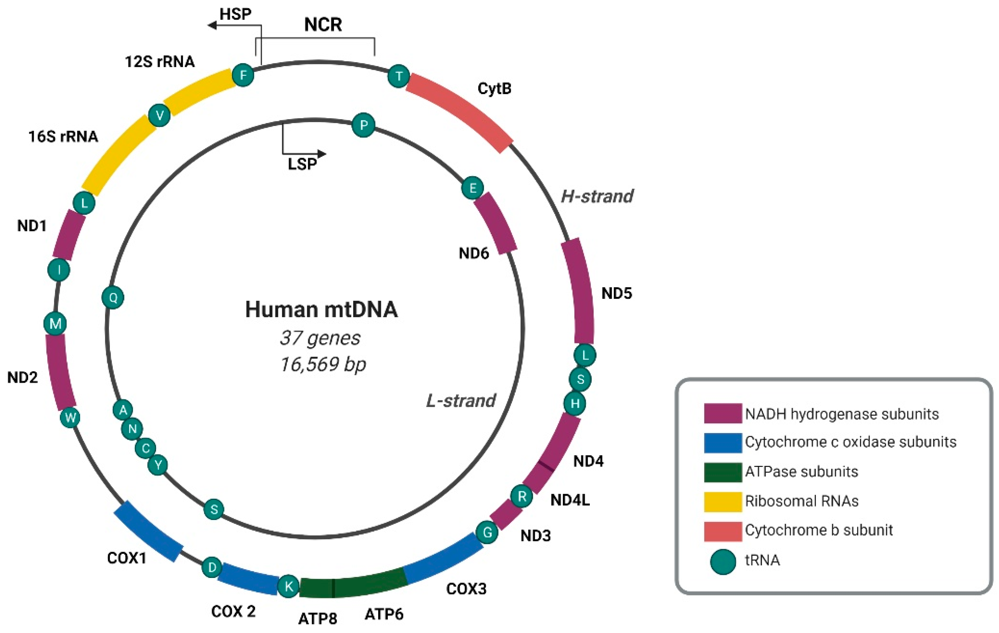 HSP
NCR
12S rRNA
F
T
CytB
V
P
16S rRNA
LSP
E
H-strand
L
ND1
ND6
I
Q
ND5
M
Human mtDNA
37 genes
16,569 bp
L
S
ND2
L-strand
H
A
W
N
C
Y
ND4
R
ND4L
S
G
ND3
COX1
D
K
COX3
COX 2
ATP8
ATP6
NADH hydrogenase subunits
Cytochrome c oxidase subunits
ATPase subunits
Ribosomal RNAs
Cytochrome b subunit
tRNA